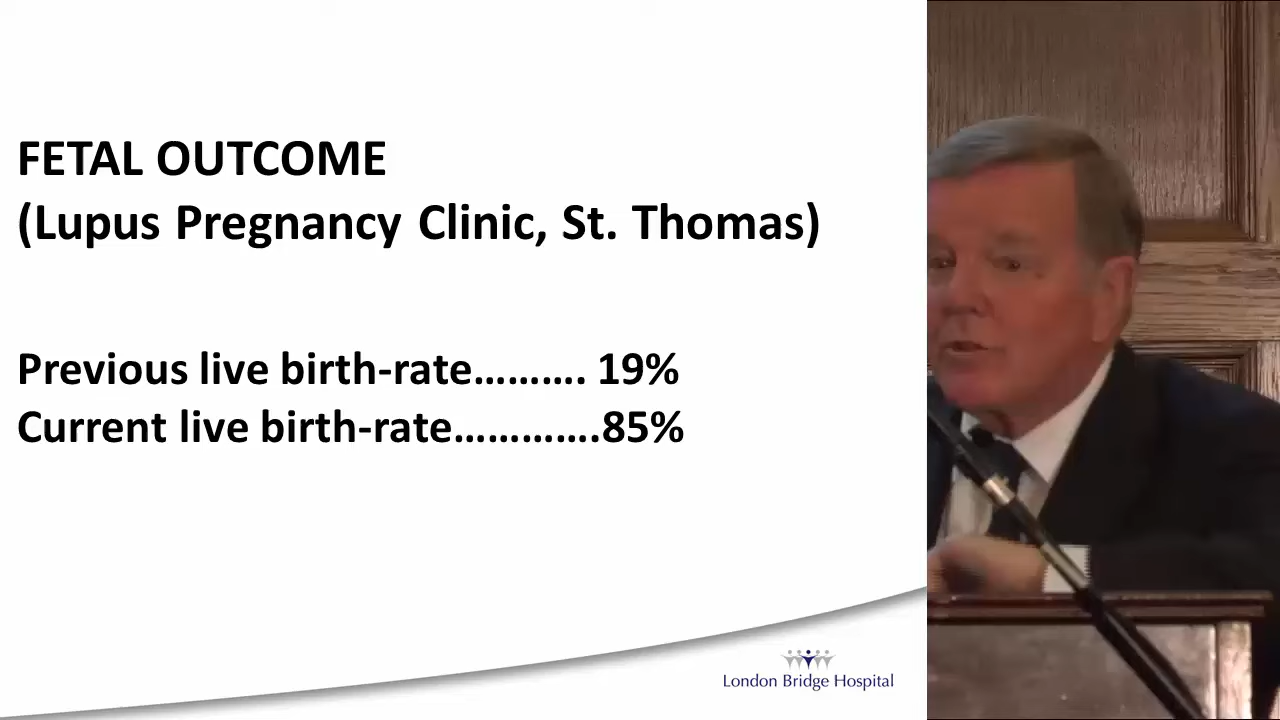 FETAL OUTCOME
(Lupus Pregnancy Clinic, St. Thomas)
Previous live birth-rate.......... 19%
Current live birth-rate.............85%
London Bridge Hospital